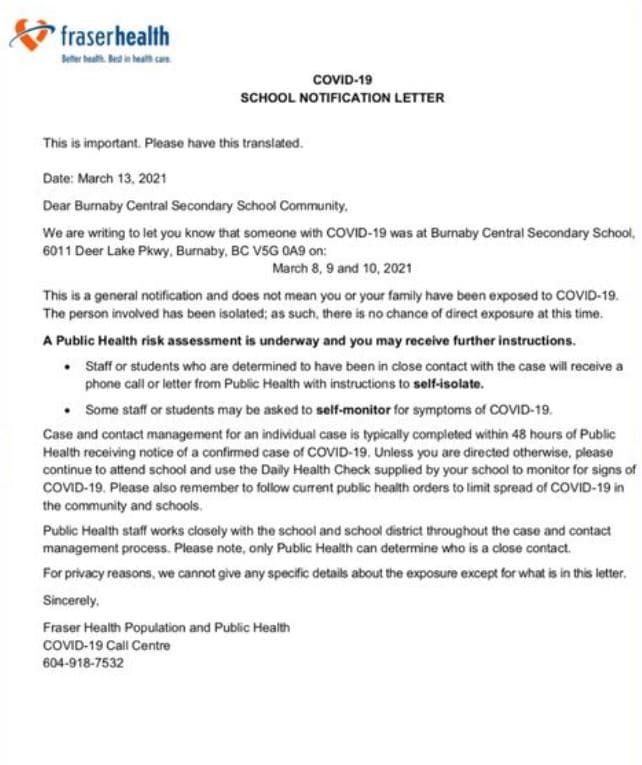 fraserhealth
Better health. Best in health care.
COVID-19
SCHOOL NOTIFICATION LETTER
This is important. Please have this translated.
Date: March 13, 2021
Dear Burnaby Central Secondary School Community,
We are writing to let you know that someone with COVID-19 was at Burnaby Central Secondary School,
6011 Deer Lake Pkwy, Burnaby, BC V5G 0A9 on:
March 8, 9 and 10, 2021
This is a general notification and does not mean you or your family have been exposed to COVID-19.
The person involved has been isolated; as such, there is no chance of direct exposure at this time.
A Public Health risk assessment is underway and you may receive further instructions.
• Staff or students who are determined to have been in close contact with the case will receive a
phone call or letter from Public Health with instructions to self-isolate.
• Some staff or students may be asked to self-monitor for symptoms of COVID-19.
Case and contact management for an individual case is typically completed within 48 hours of Public
Health receiving notice of a confirmed case of COVID-19. Unless you are directed otherwise, please
continue to attend school and use the Daily Health Check supplied by your school to monitor for signs of
COVID-19. Please also remember to follow current public health orders to limit spread of COVID-19 in
the community and schools.
Public Health staff works closely with the school and school district throughout the case and contact
management process. Please note, only Public Health can determine who is a close contact.
For privacy reasons, we cannot give any specific details about the exposure except for what is in this letter.
Sincerely,
Fraser Health Population and Public Health
COVID-19 Call Centre
604-918-7532